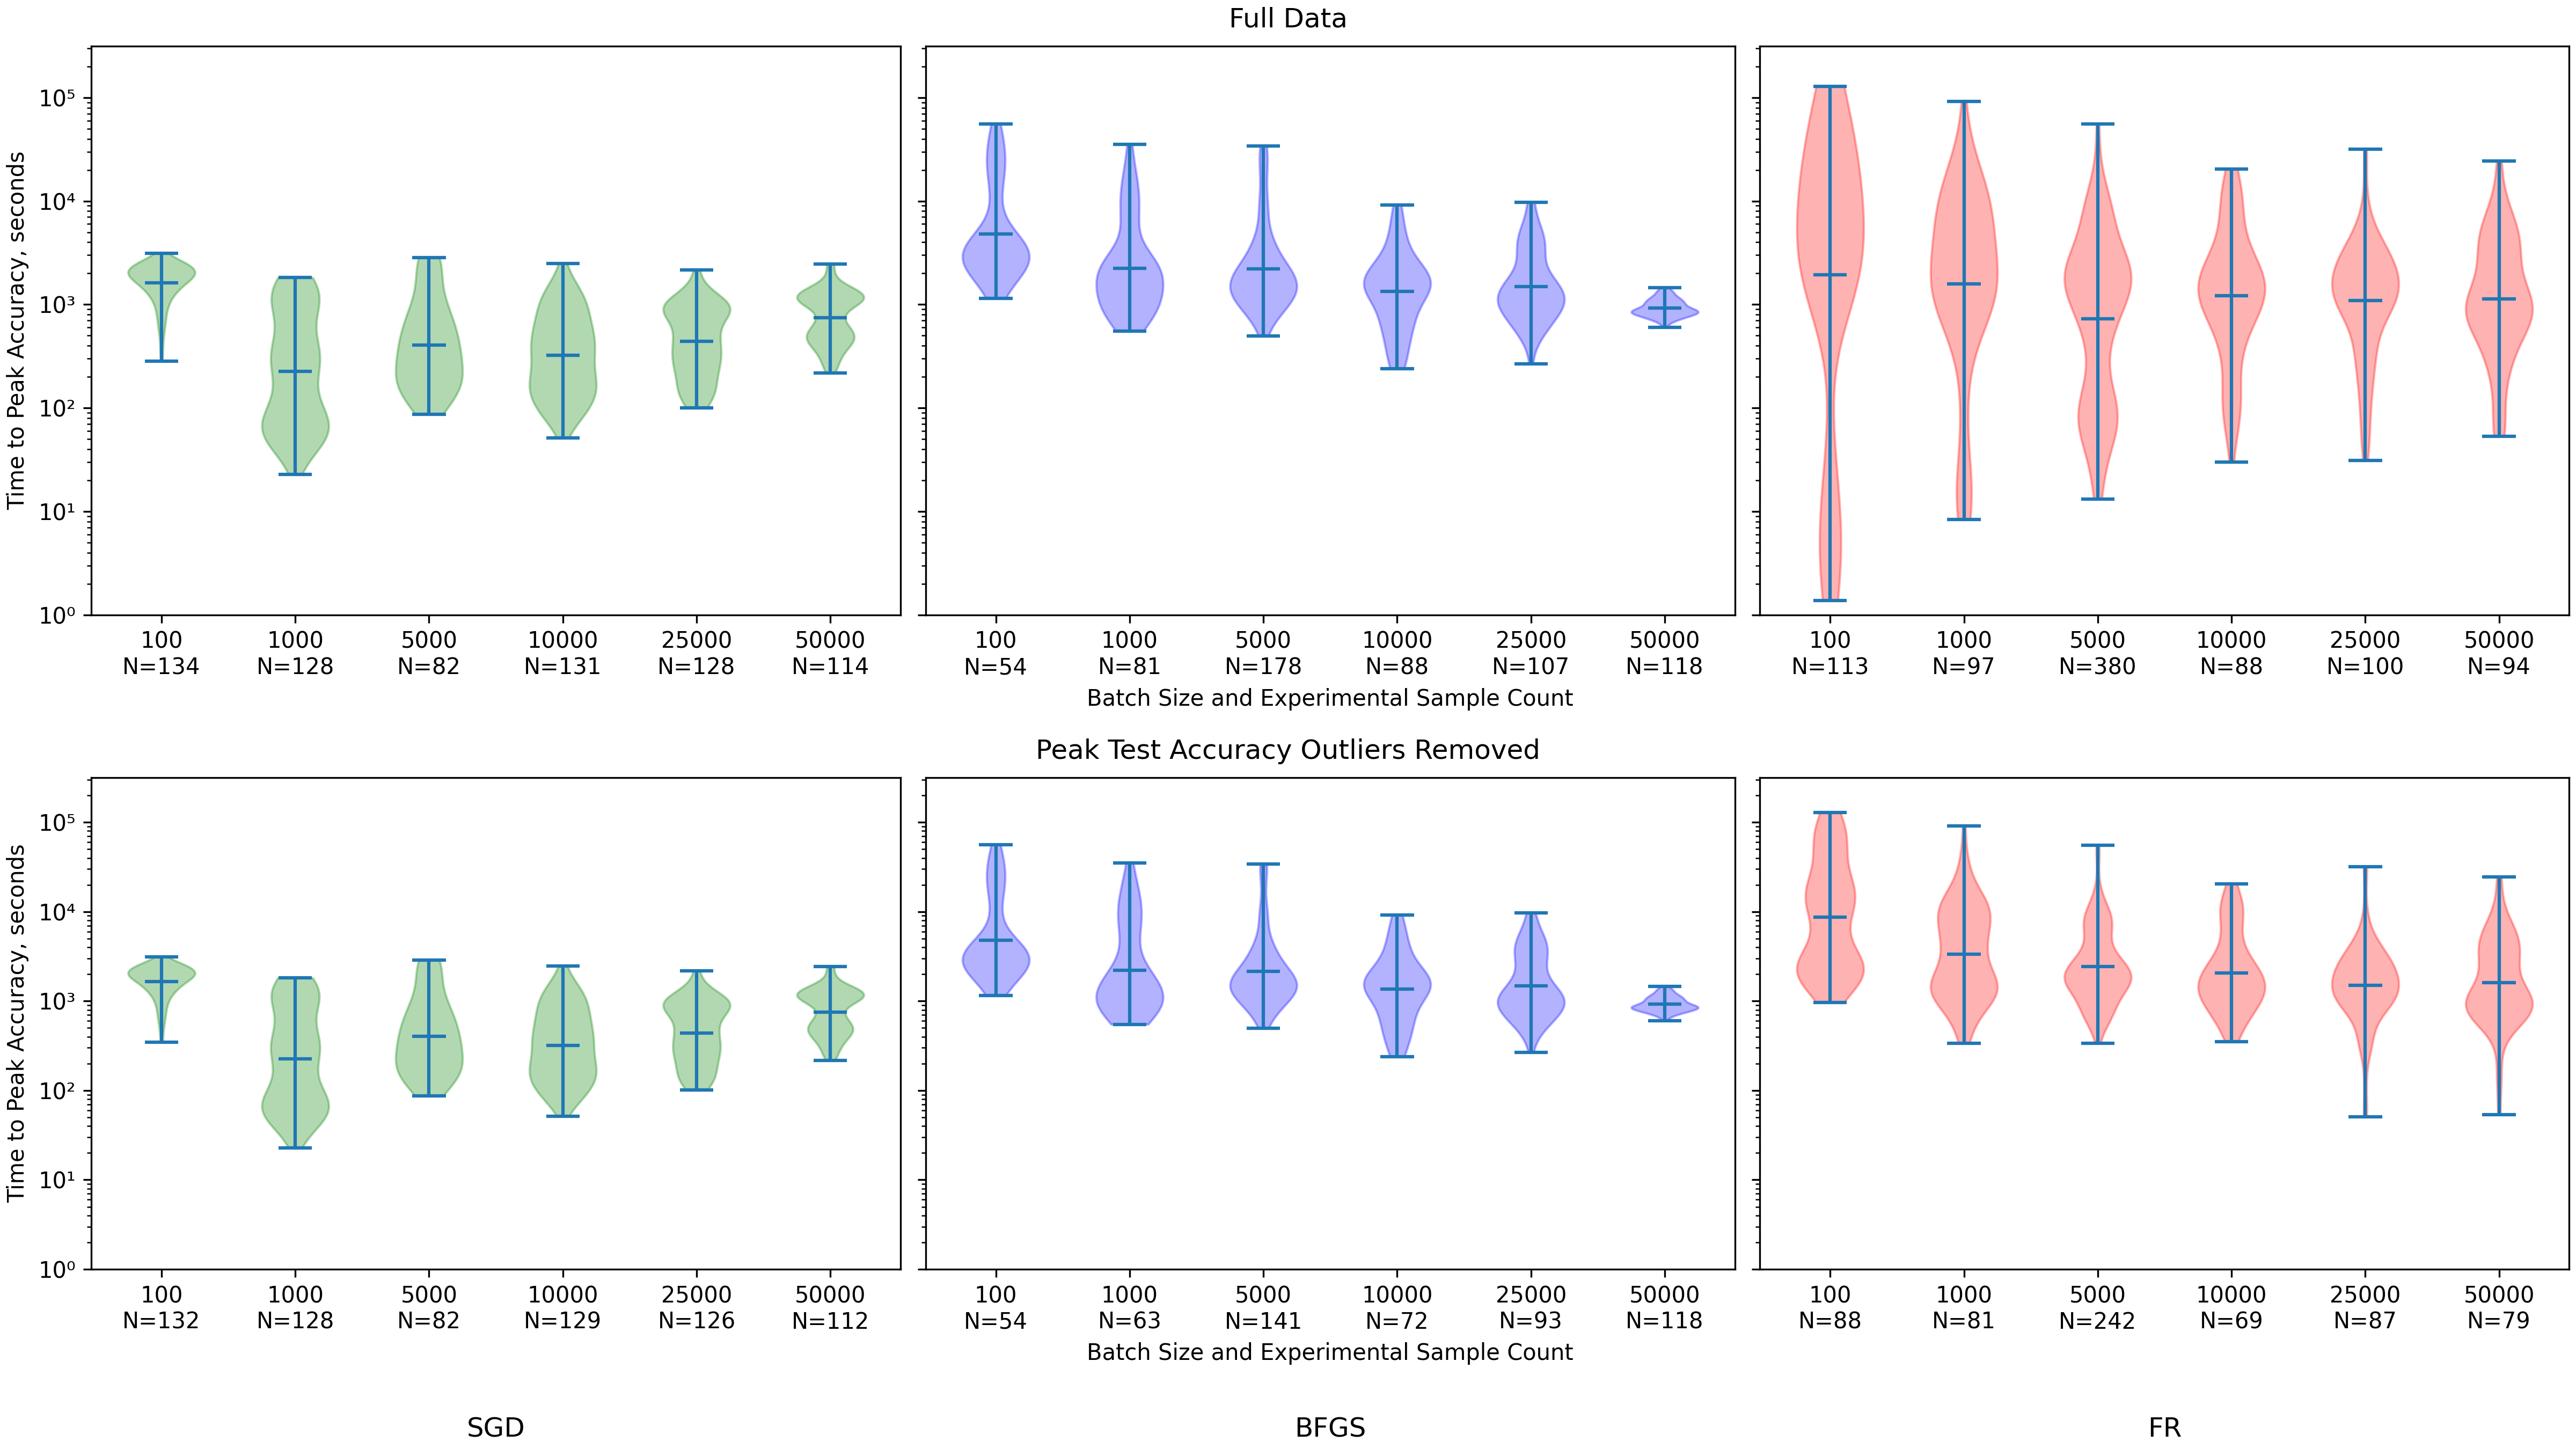 Full Data
Time to Peak Accuracy, seconds
10⁵
10⁴
10³
10²
10¹
10⁰
100 1000 5000 10000 25000 50000
N=134 N=128 N=82 N=131 N=128 N=114
100 1000 5000 10000 25000 50000
N=54 N=81 N=178 N=88 N=107 N=118
100 1000 5000 10000 25000 50000
N=113 N=97 N=380 N=88 N=100 N=94
Batch Size and Experimental Sample Count
Peak Test Accuracy Outliers Removed
Time to Peak Accuracy, seconds
10⁵
10⁴
10³
10²
10¹
10⁰
100 1000 5000 10000 25000 50000
N=132 N=128 N=82 N=129 N=126 N=112
100 1000 5000 10000 25000 50000
N=54 N=63 N=141 N=72 N=93 N=118
100 1000 5000 10000 25000 50000
N=88 N=81 N=242 N=69 N=87 N=79
Batch Size and Experimental Sample Count
SGD
BFGS
FR